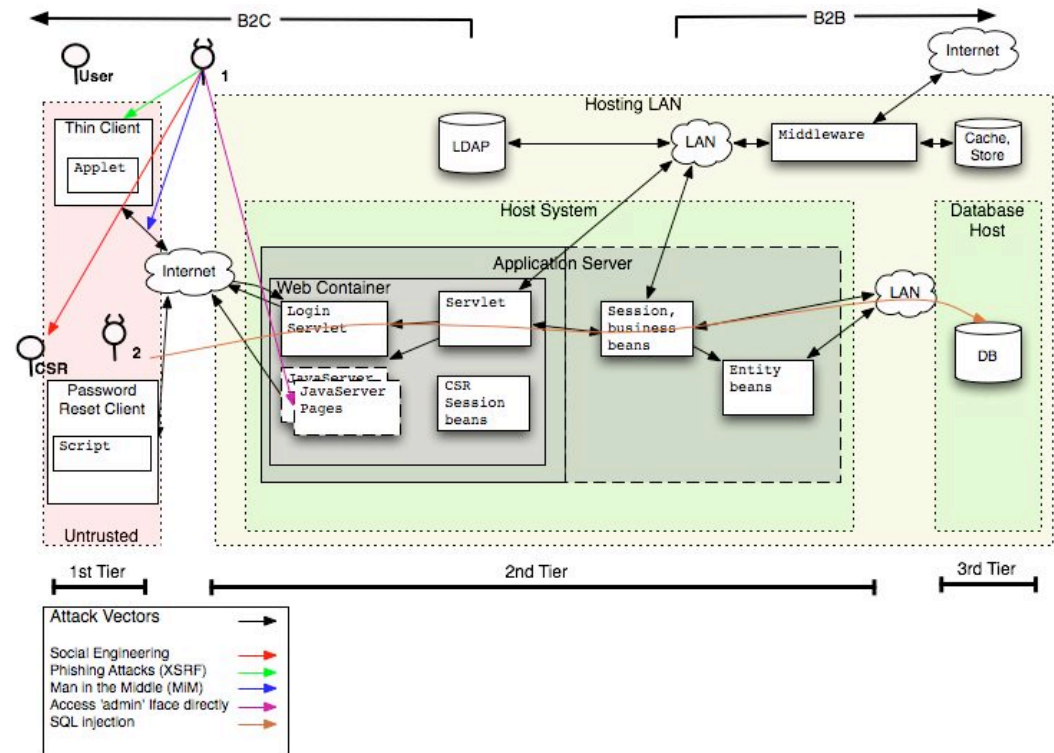 B2C
B2B
User
1
Internet
Hosting LAN
Thin Client
Applet
LDAP
LAN
Middleware
Cache,
Store
Host System
Database
Host
Internet
Application Server
Web Container
Login
Servlet
Servlet
Session,
business
beans
LAN
2
CSR
JavaServer
JavaServer
Pages
CSR
Session
beans
Entity
beans
DB
Password
Reset Client
Script
Untrusted
1st Tier
2nd Tier
3rd Tier
Attack Vectors
Social Engineering
Phishing Attacks (XSRF)
Man in the Middle (MiM)
Access 'admin' Iface directly
SQL injection